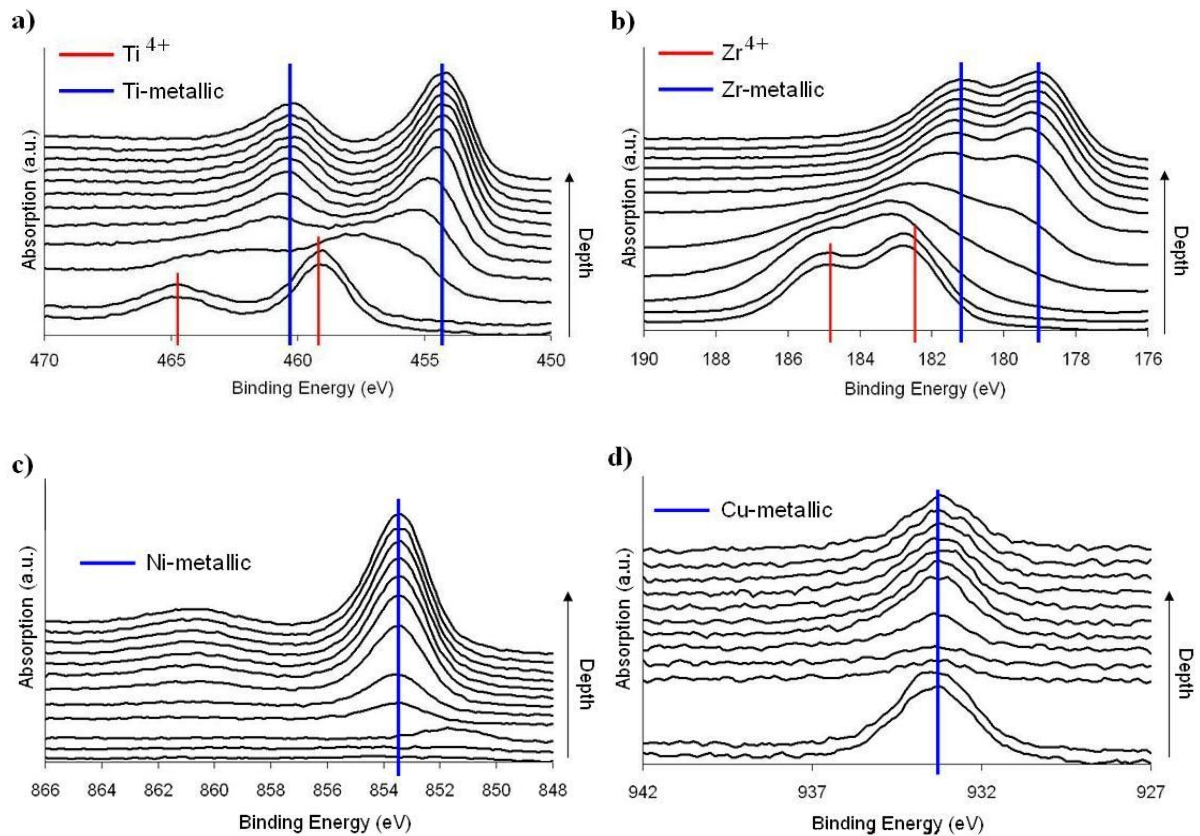 a)
Ti 4+
Ti-metallic
Absorption (a.u.)
Depth
470 465 460 455 450
Binding Energy (eV)
b)
Zr4+
Zr-metallic
Absorption (a.u.)
Depth
190 188 186 184 182 180 178 176
Binding Energy (eV)
c)
Ni-metallic
Absorption (a.u.)
Depth
866 864 862 860 858 856 854 852 850 848
Binding Energy (eV)
d)
Cu-metallic
Absorption (a.u.)
Depth
942 937 932 927
Binding Energy (eV)